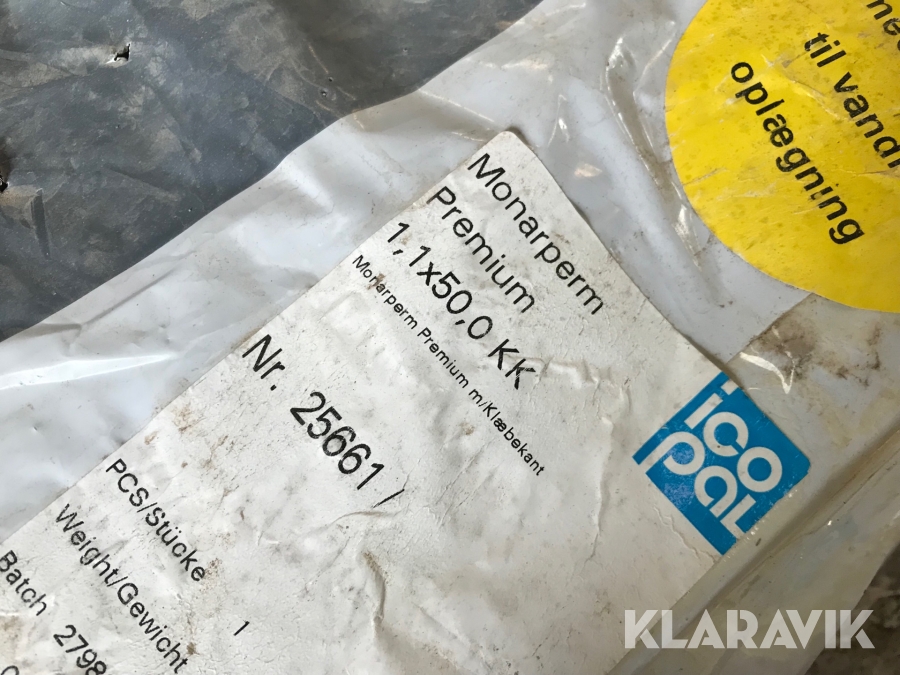 til
oplægning
Monarperm
Premium
1,1x50,0 KK
Monarperm Premium m/Klæbekant
Nr. 25661 /
icopal
PCS/Stücke 1
Weight/Gewicht
Batch 2798
KLARAVIK